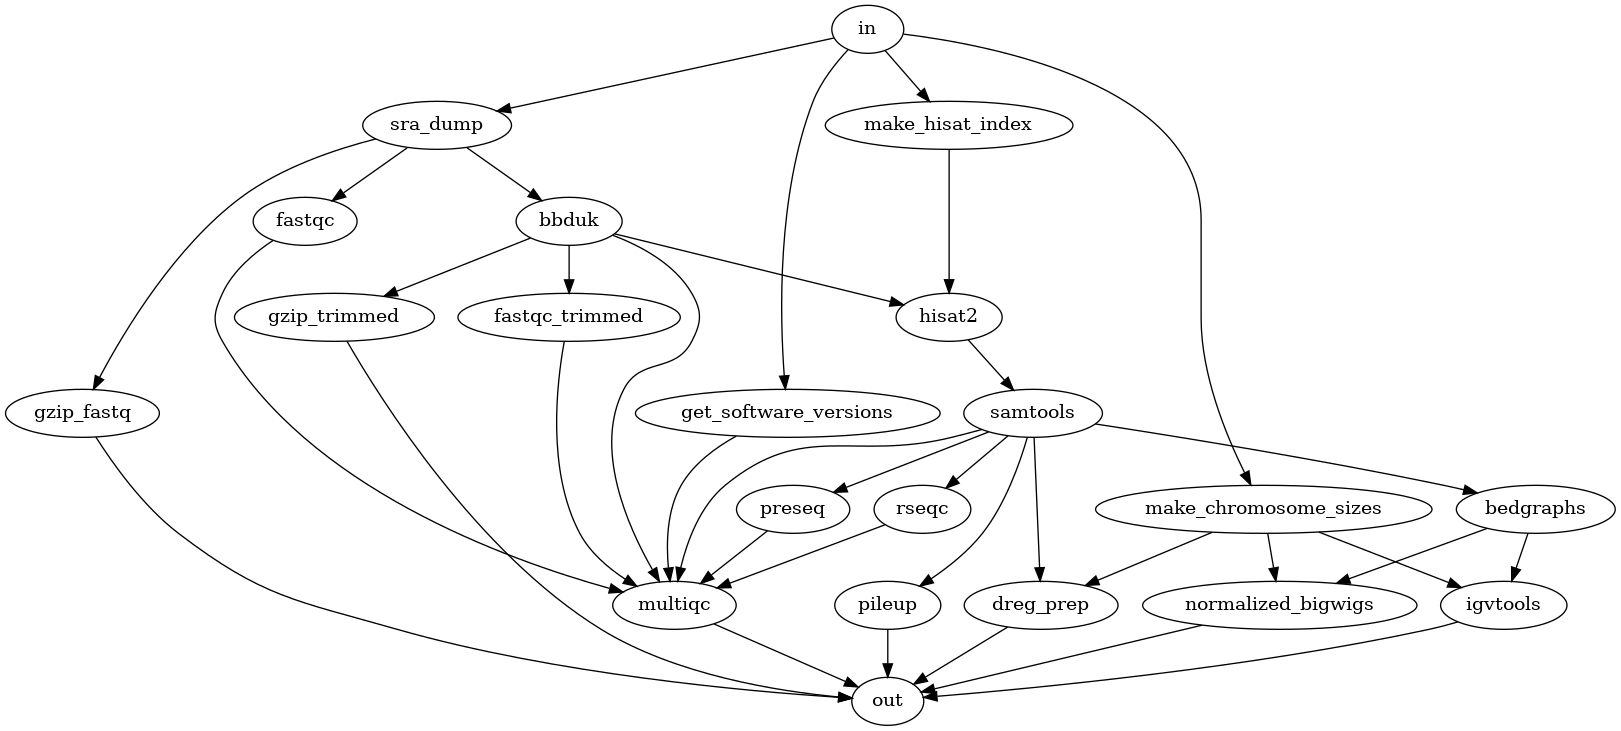 in
sra_dump
make_hisat_index
fastqc
bbduk
gzip_trimmed
fastqc_trimmed
hisat2
gzip_fastq
get_software_versions
samtools
preseq
rseqc
make_chromosome_sizes
bedgraphs
multiqc
pileup
dreg_prep
normalized_bigwigs
igvtools
out